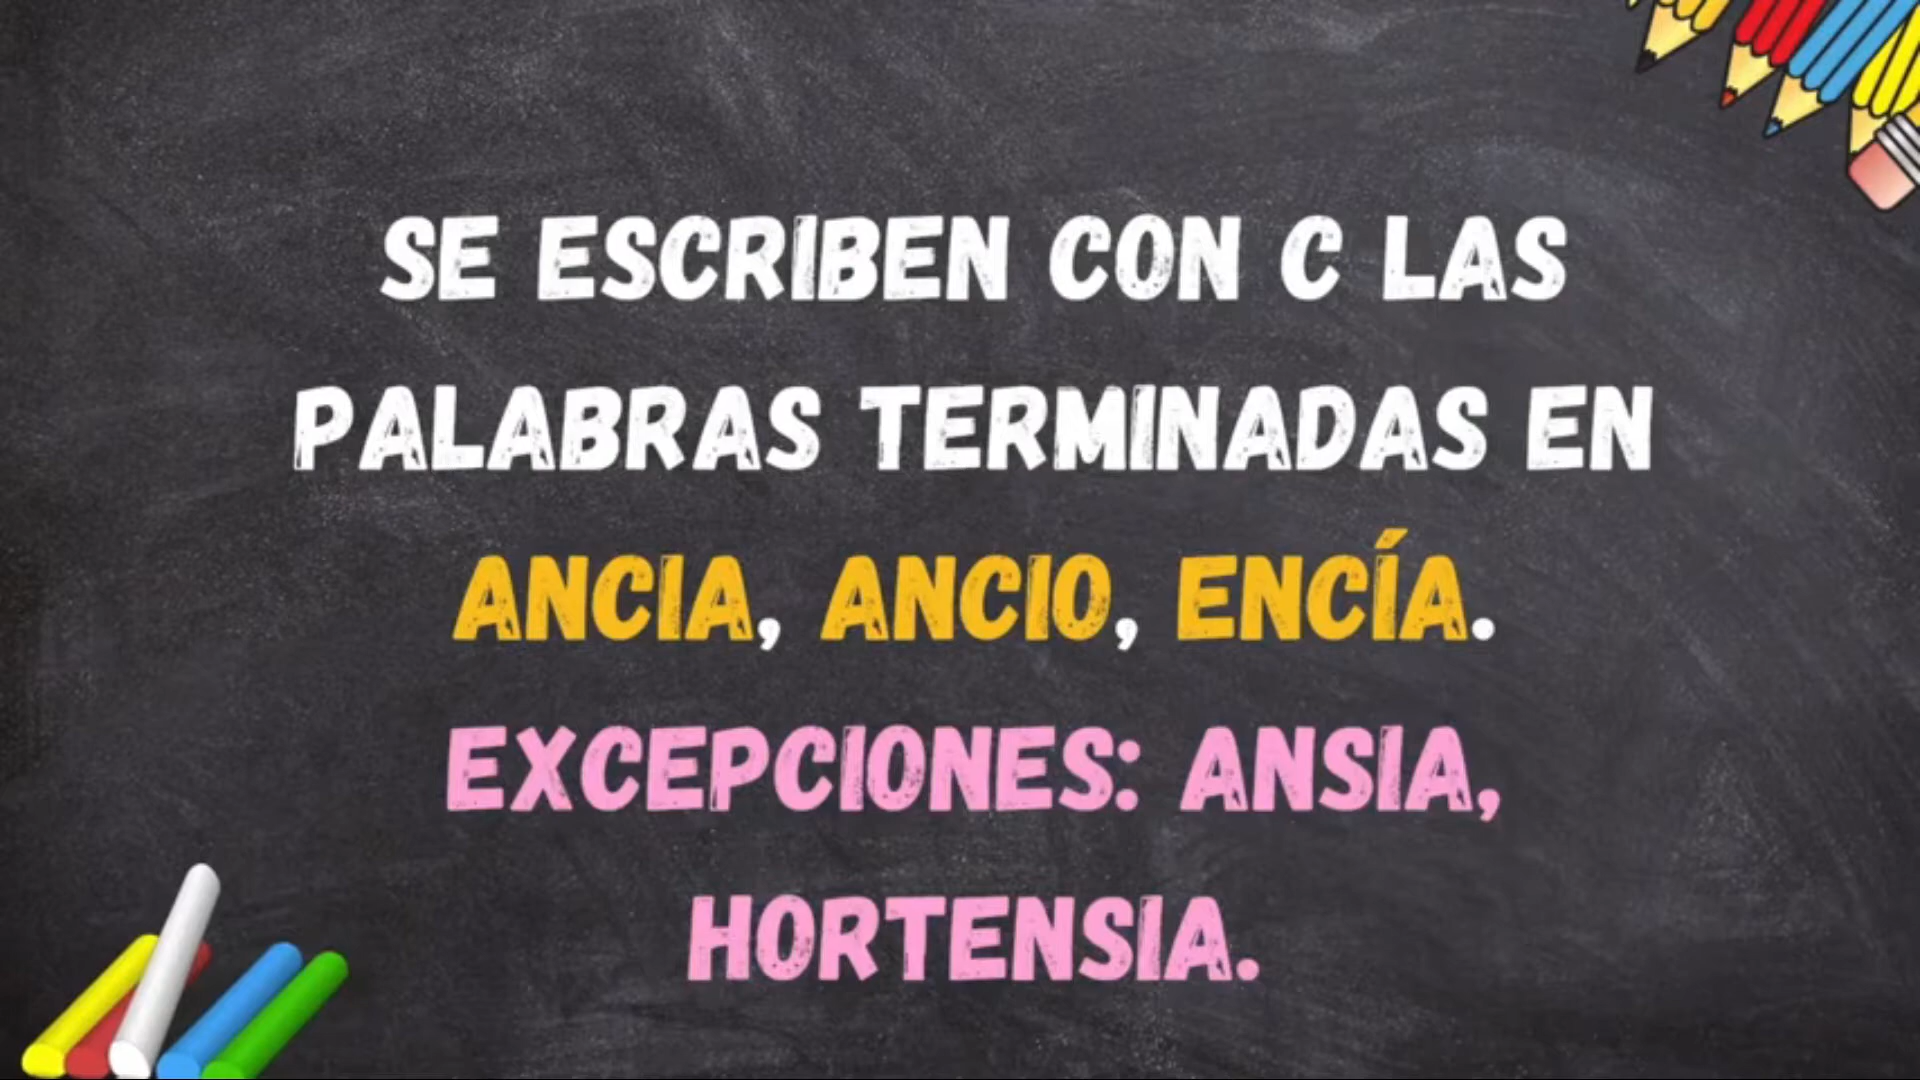 SE ESCRIBEN CON C LAS
PALABRAS TERMINADAS EN
ANCIA, ANCIO, ENCÍA.
EXCEPCIONES: ANSIA,
HORTENSIA.